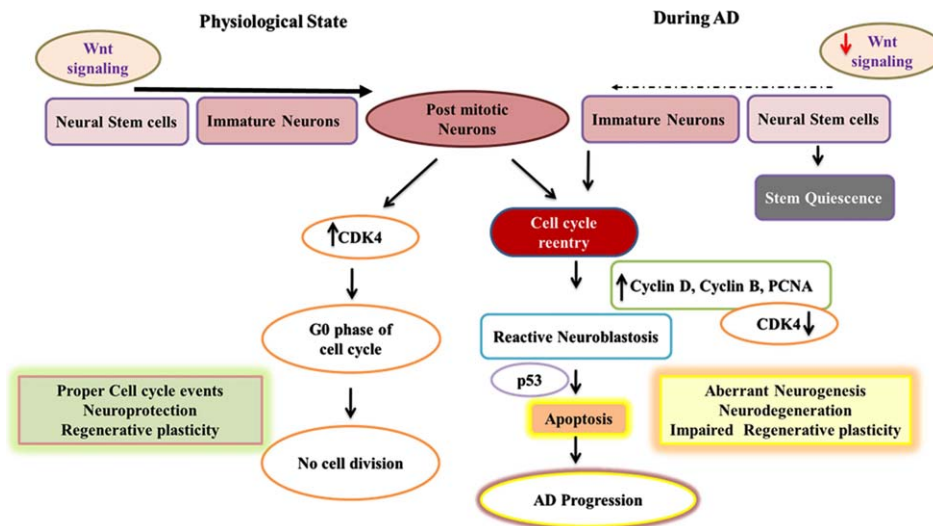 Physiological State
During AD
Wnt
signaling
Wnt
signaling
Neural Stem cells
Immature Neurons
Post mitotic
Neurons
Immature Neurons
Neural Stem cells
Stem Quiescence
CDK4
Cell cycle
reentry
Cyclin D, Cyclin B, PCNA
CDK4
G0 phase of
cell cycle
Reactive Neuroblastosis
p53
Proper Cell cycle events
Neuroprotection
Regenerative plasticity
Apoptosis
Aberrant Neurogenesis
Neurodegeneration
Impaired Regenerative plasticity
No cell division
AD Progression